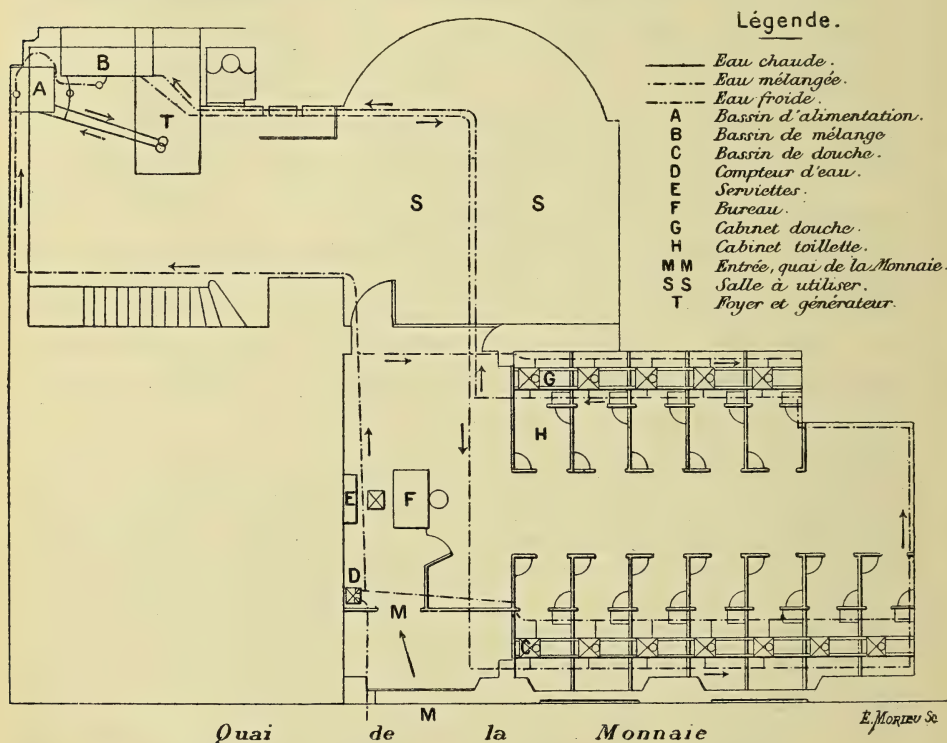 Légende.
Eau chaude.
Eau mélangée.
Eau froide.
A Bassin d'alimentation.
B Bassin de mélange
C Bassin de douche.
D Compteur d'eau.
E Serviettes.
F Bureau.
G Cabinet douche.
H Cabinet toillette.
M M Entrée, quai de la Monnaie.
S S Salle à utiliser.
T Foyer et générateur.
B
A
T
S S
G
H
E F
D
M
C
M
Quai de la Monnaie
E. MORIEU Sc